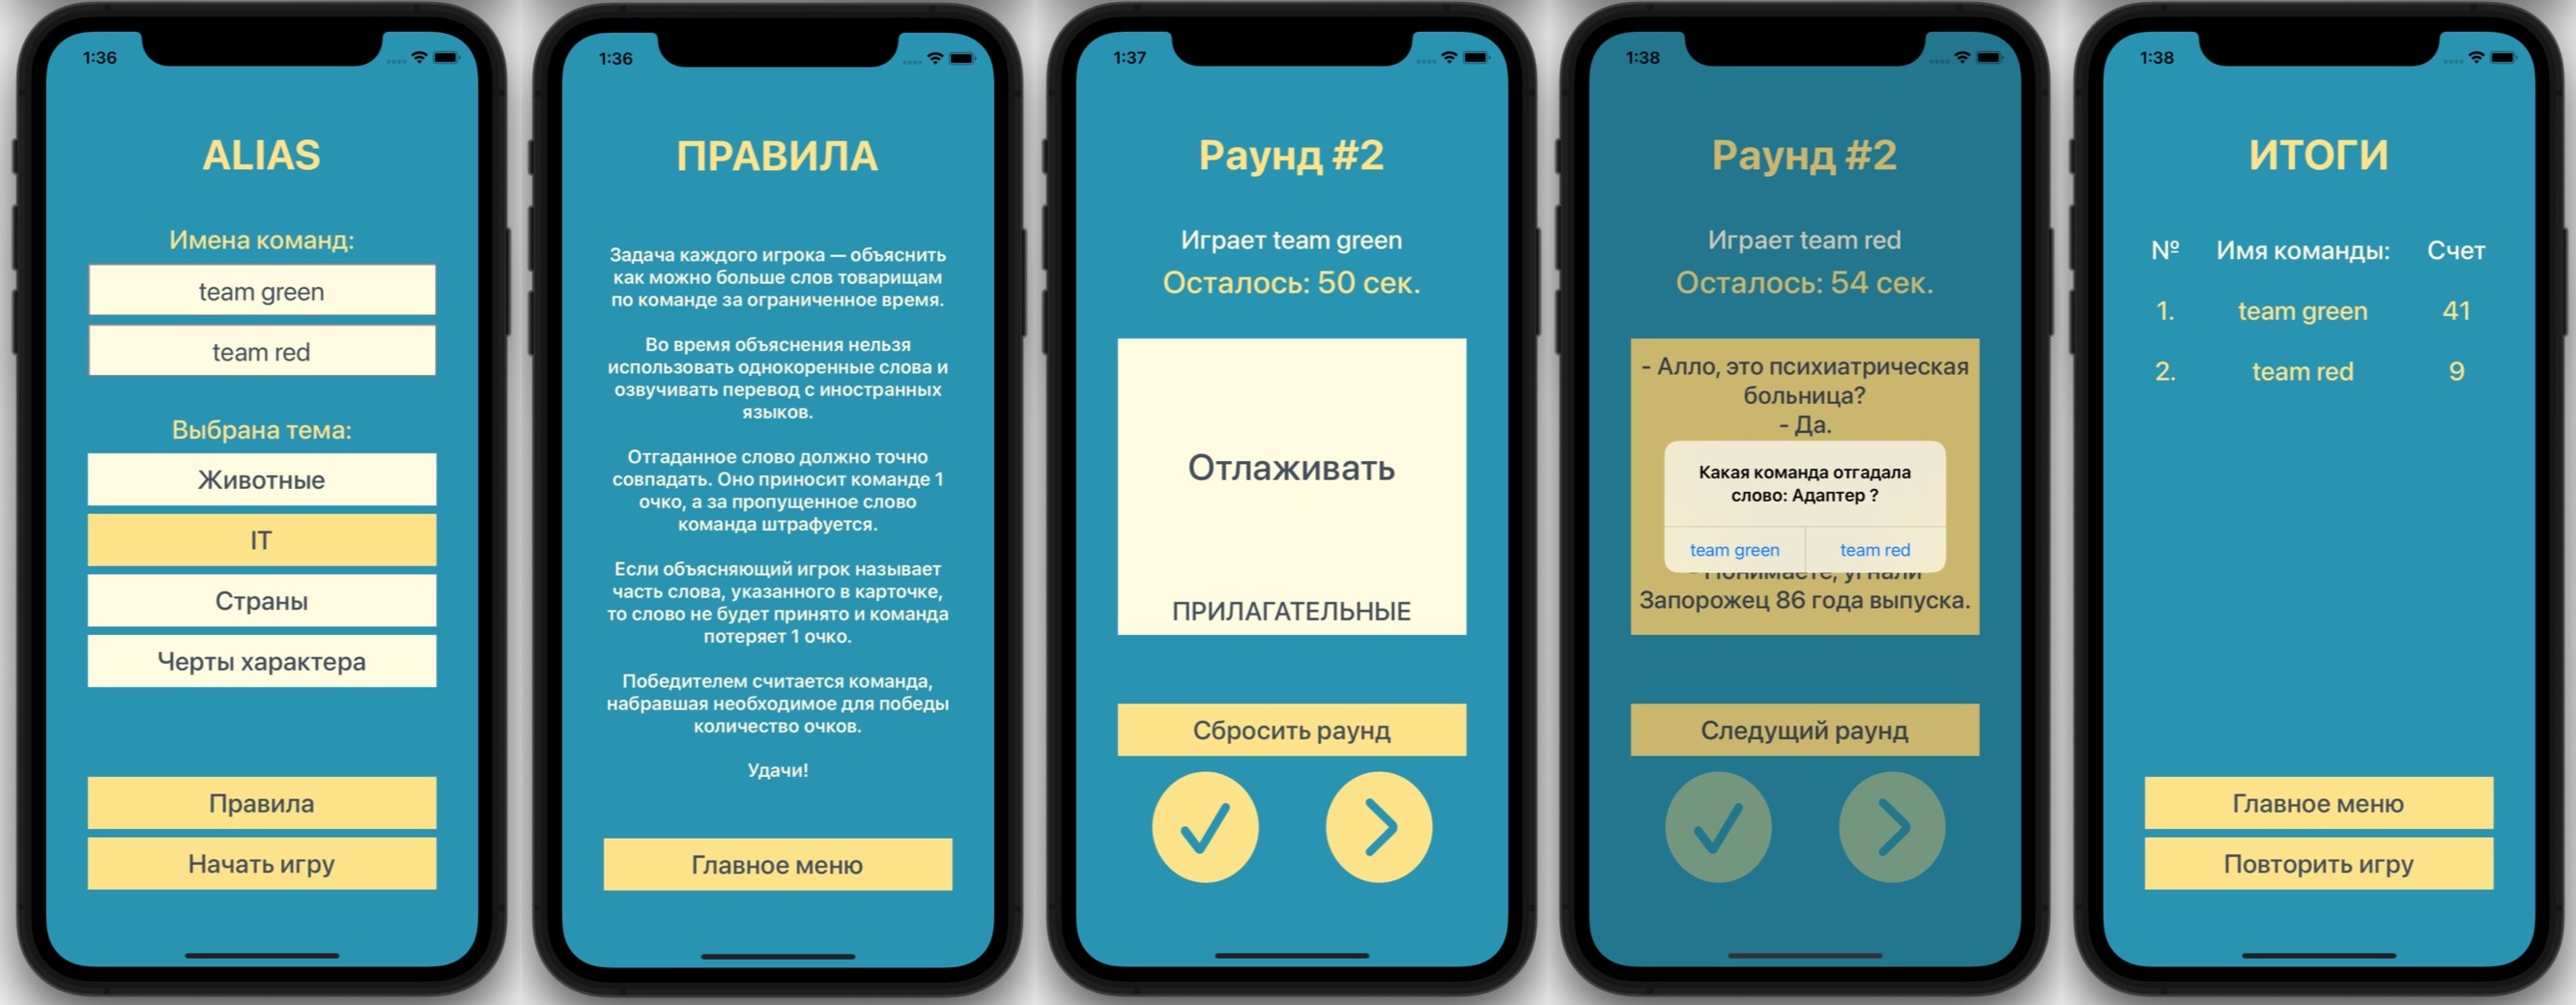 1:36
ALIAS
Имена команд:
team green
team red
Выбрана тема:
Животные
IT
Страны
Черты характера
Правила
Начать игру
1:36
ПРАВИЛА
Задача каждого игрока — объяснить
как можно больше слов товарищам
по команде за ограниченное время.
Во время объяснения нельзя
использовать однокоренные слова и
озвучивать перевод с иностранных
языков.
Отгаданное слово должно точно
совпадать. Оно приносит команде 1
очко, а за пропущенное слово
команда штрафуется.
Если объясняющий игрок называет
часть слова, указанного в карточке,
то слово не будет принято и команда
потеряет 1 очко.
Победителем считается команда,
набравшая необходимое для победы
количество очков.
Удачи!
Главное меню
1:37
Раунд #2
Играет team green
Осталось: 50 сек.
Отлаживать
ПРИЛАГАТЕЛЬНЫЕ
Сбросить раунд
1:38
Раунд #2
Играет team red
Осталось: 54 сек.
- Алло, это психиатрическая
больница?
- Да.
Какая команда отгадала
слово: Адаптер ?
team green team red
- Понимаете, угнали
Запорожец 86 года выпуска.
Следущий раунд
1:38
ИТОГИ
№ Имя команды: Счет
1. team green 41
2. team red 9
Главное меню
Повторить игру